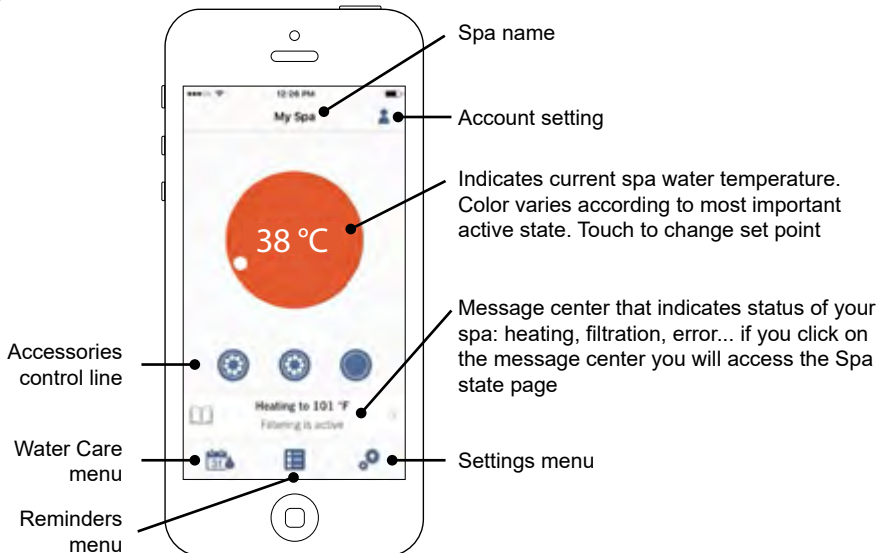 Spa name
12:26 PM
My Spa
Account setting
Indicates current spa water temperature.
Color varies according to most important
active state. Touch to change set point
38 °C
Message center that indicates status of your
spa: heating, filtration, error... if you click on
the message center you will access the Spa
state page
Accessories
control line
Heating to 101 °F
Filtering is active
Water Care
menu
31
Settings menu
Reminders
menu